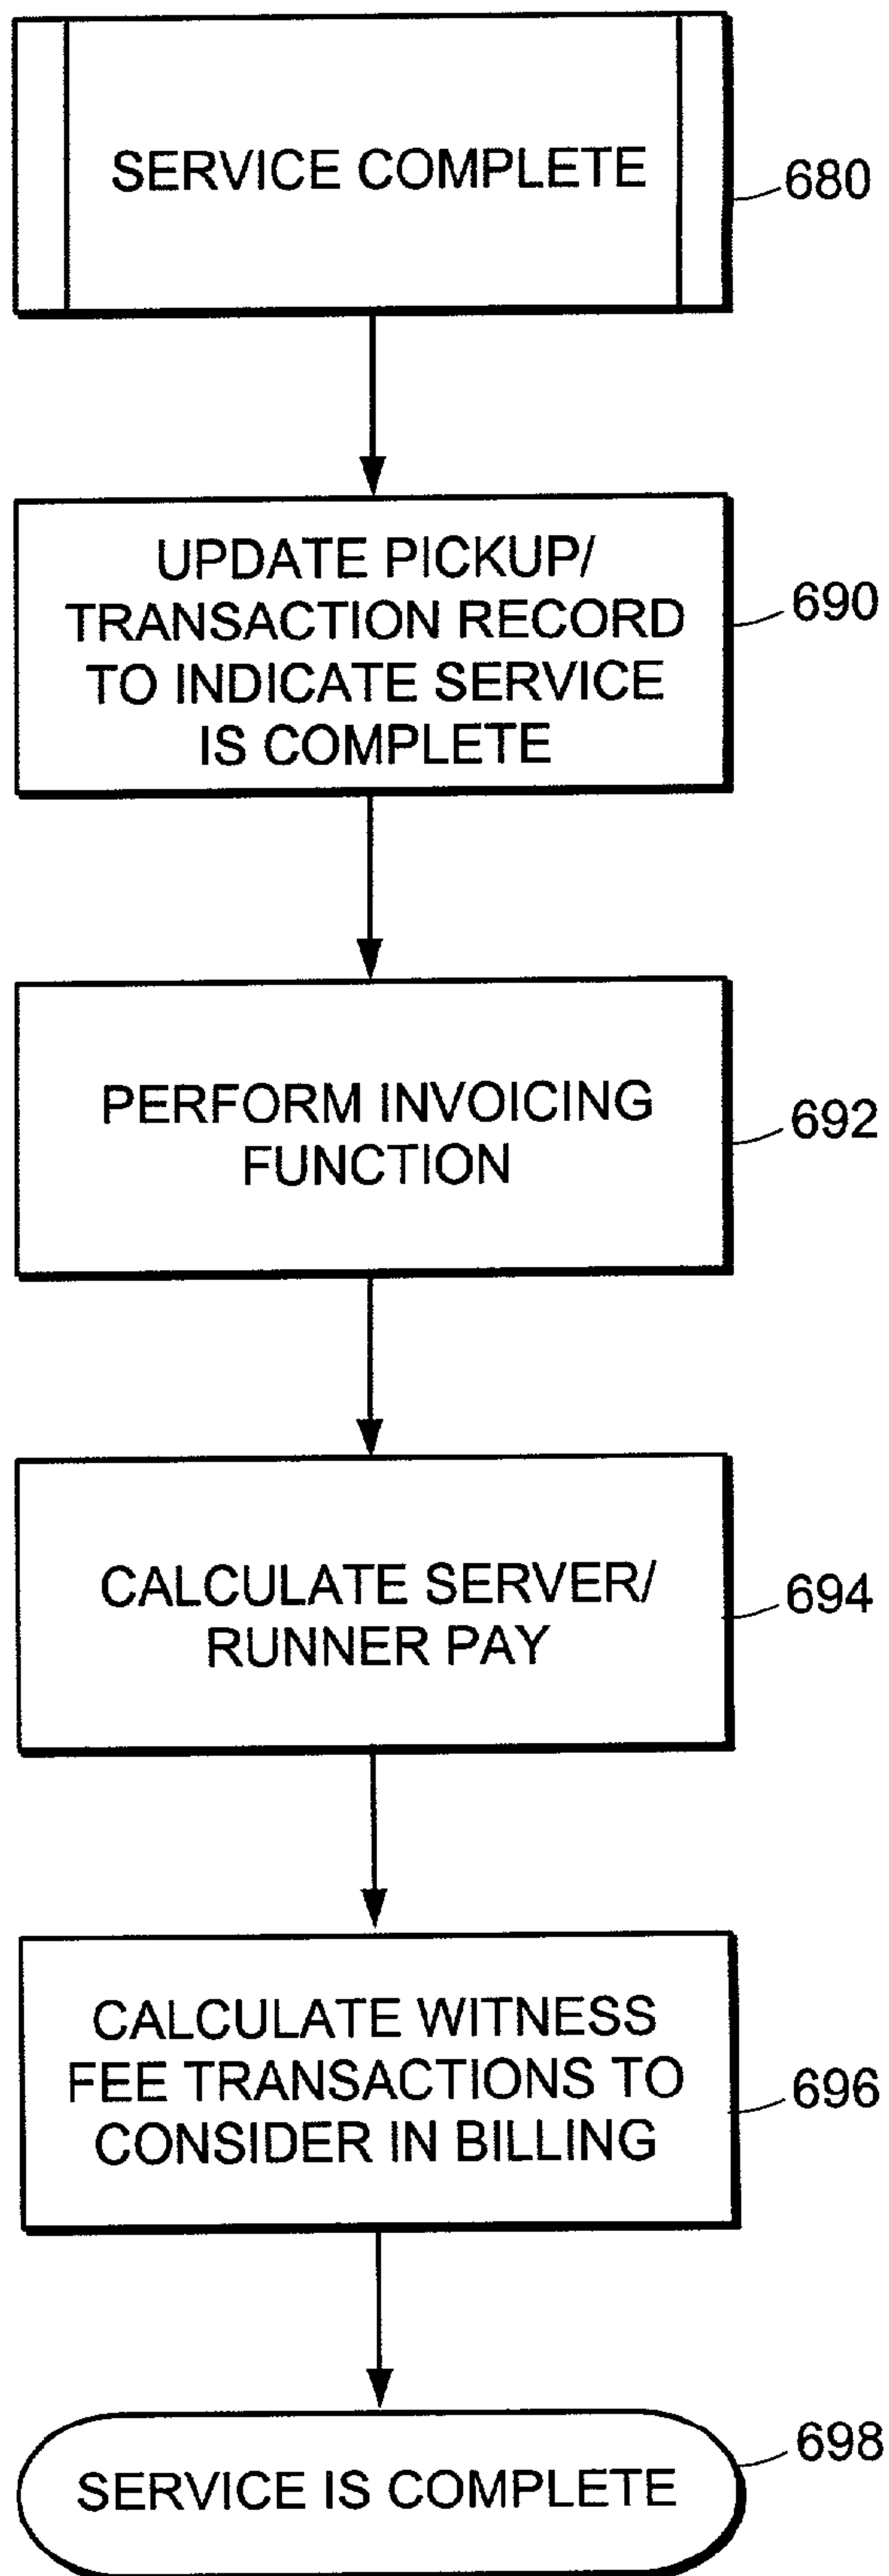 SERVICE COMPLETE
680
UPDATE PICKUP/
TRANSACTION RECORD
TO INDICATE SERVICE
IS COMPLETE
690
PERFORM INVOICING
FUNCTION
692
CALCULATE SERVER/
RUNNER PAY
694
CALCULATE WITNESS
FEE TRANSACTIONS TO
CONSIDER IN BILLING
696
SERVICE IS COMPLETE
698